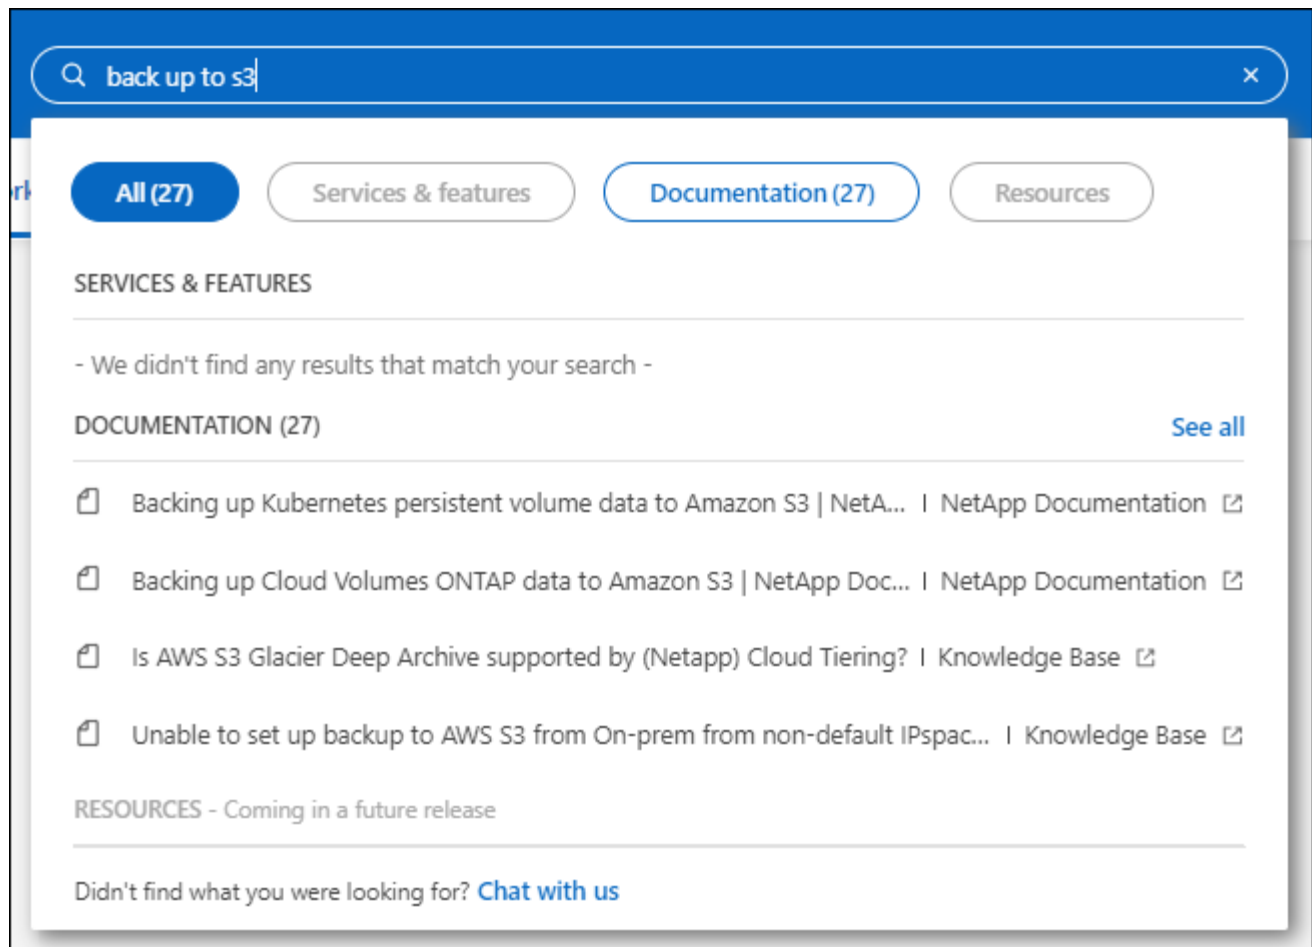 back up to s3
All (27) Services & features Documentation (27) Resources
SERVICES & FEATURES
- We didn't find any results that match your search -
DOCUMENTATION (27) See all
Backing up Kubernetes persistent volume data to Amazon S3 | NetA... | NetApp Documentation
Backing up Cloud Volumes ONTAP data to Amazon S3 | NetApp Doc... | NetApp Documentation
Is AWS S3 Glacier Deep Archive supported by (Netapp) Cloud Tiering? | Knowledge Base
Unable to set up backup to AWS S3 from On-prem from non-default IPspac... | Knowledge Base
RESOURCES - Coming in a future release
Didn't find what you were looking for? Chat with us